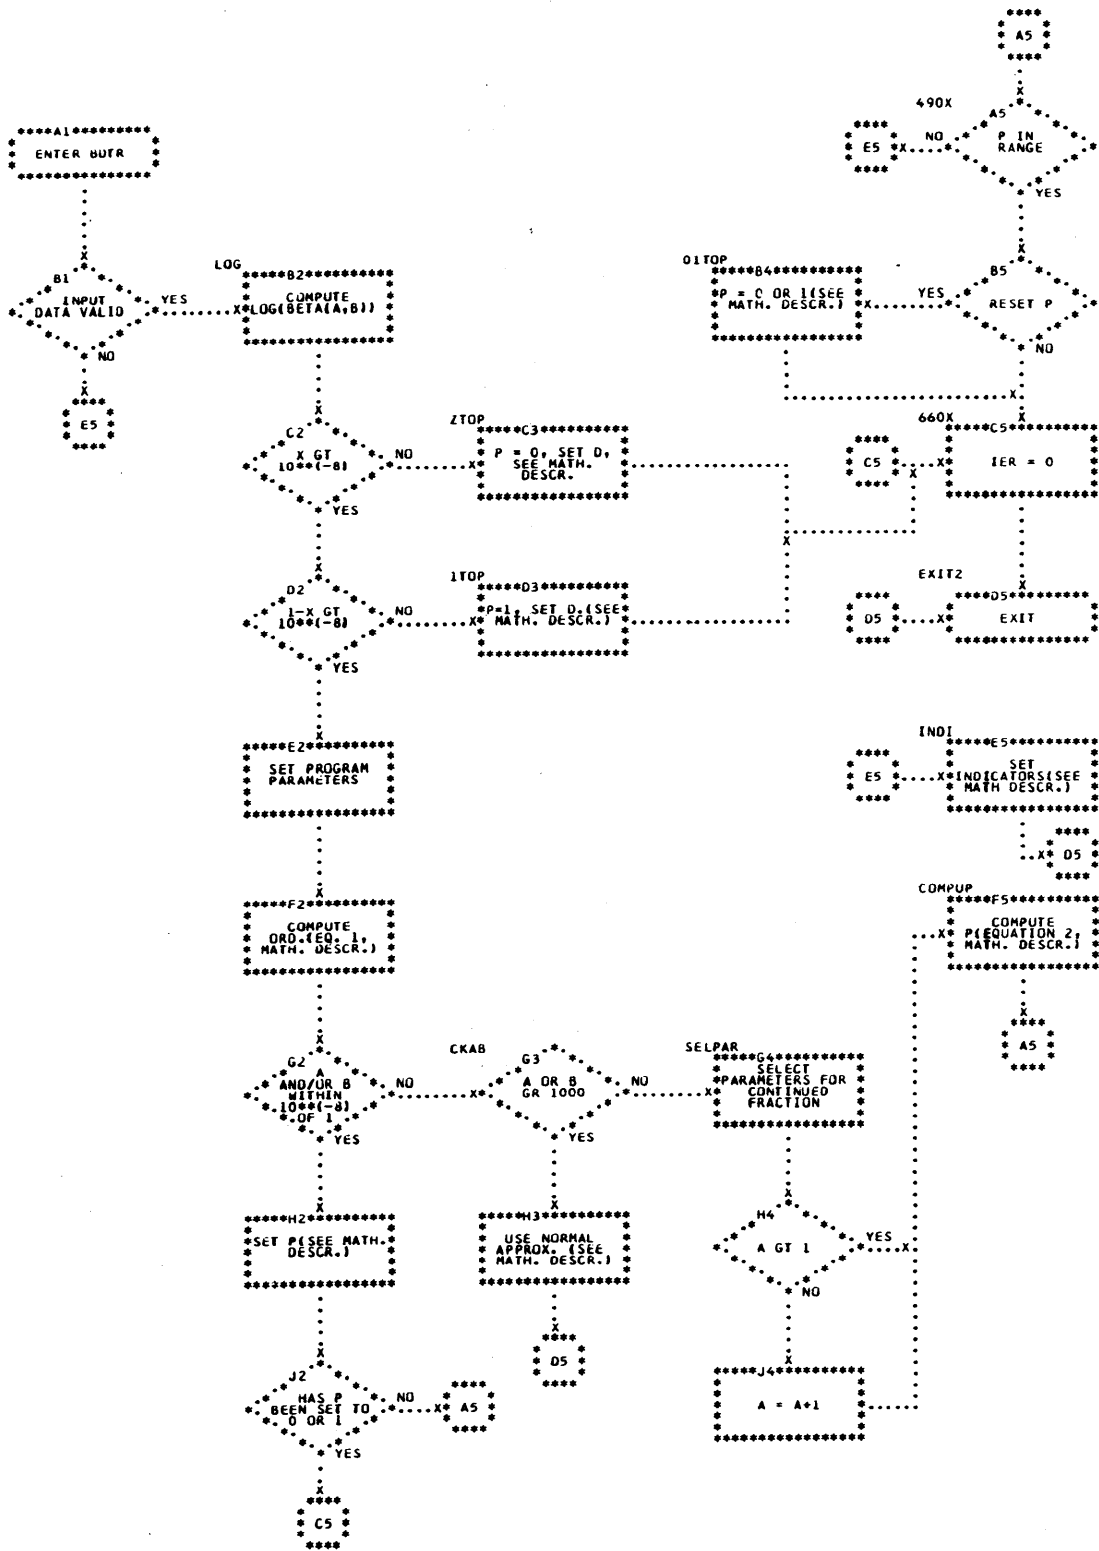 A5
490X
A5
P IN
RANGE
NO
E5
YES
A1
ENTER BDTR
B1
INPUT
DATA VALID
YES
NO
E5
LOG
B2
COMPUTE
LOG(BETA(A,B))
01TOP
B4
P = 0 OR 1(SEE
MATH. DESCR.)
YES
B5
RESET P
NO
C2
X GT
10**(-8)
NO
YES
ZTOP
C3
P = 0, SET D,
SEE MATH.
DESCR.
C5
660X
C5
IER = 0
D2
1-X GT
10**(-8)
NO
YES
1TOP
D3
P=1, SET D.(SEE
MATH. DESCR.)
EXIT2
D5
D5
EXIT
E2
SET PROGRAM
PARAMETERS
INDI
E5
E5
SET
INDICATORS(SEE
MATH DESCR.)
D5
F2
COMPUTE
ORD.(EQ. 1,
MATH. DESCR.)
COMPUP
F5
COMPUTE
P(EQUATION 2,
MATH. DESCR.)
A5
G2
A
AND/OR B
WITHIN
10**(-8)
OF 1
NO
YES
CKAB
G3
A OR B
GR 1000
NO
YES
SELPAR
G4
SELECT
PARAMETERS FOR
CONTINUED
FRACTION
H2
SET P(SEE MATH.
DESCR.)
H3
USE NORMAL
APPROX. (SEE
MATH. DESCR.)
D5
H4
A GT 1
YES
NO
J2
HAS P
BEEN SET TO
0 OR 1
NO
A5
YES
C5
J4
A = A+1